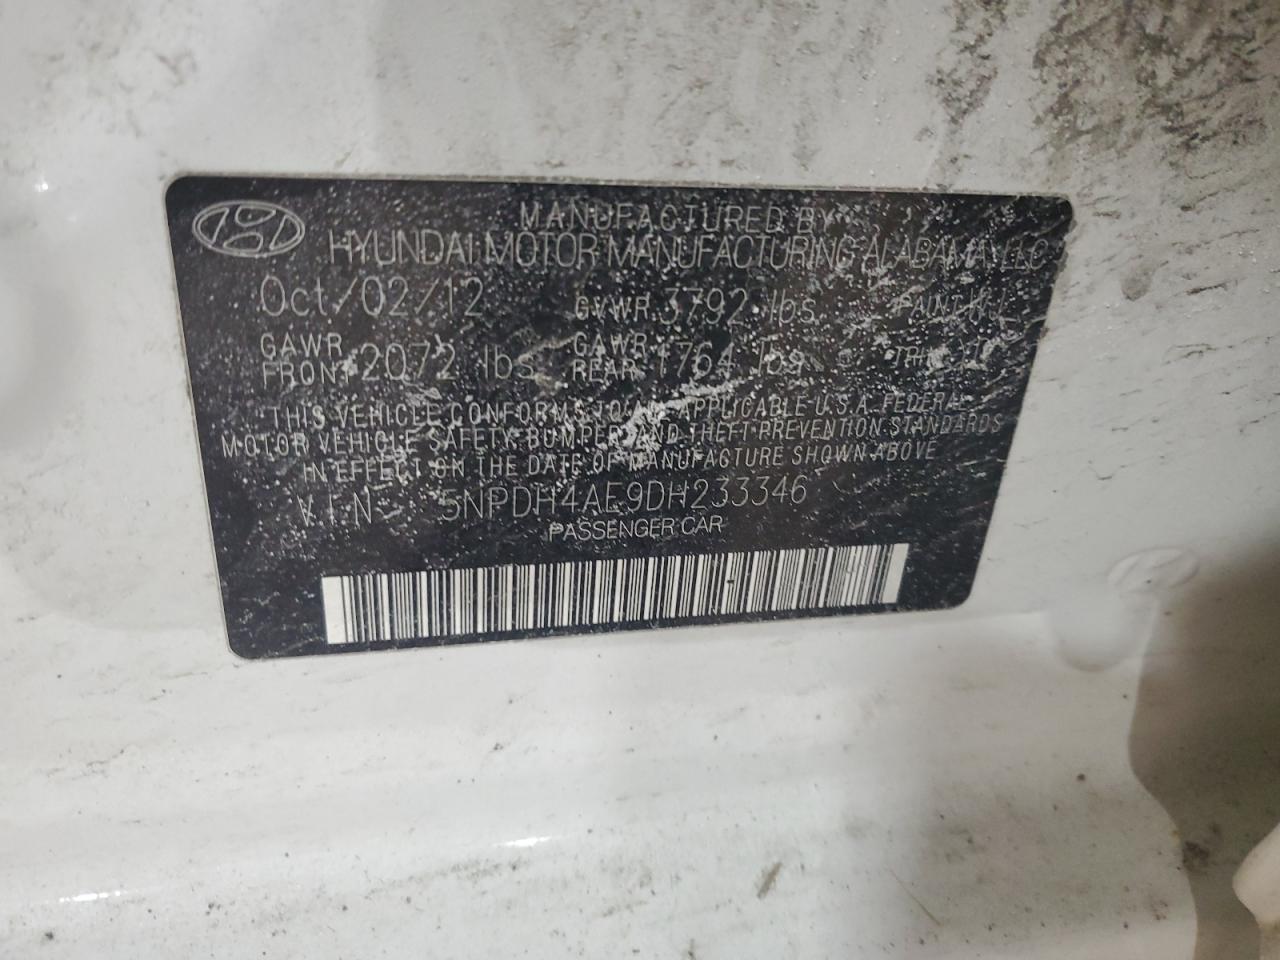 MANUFACTURED BY
HYUNDAI MOTOR MANUFACTURING ALABAMA, LLC
Oct/02/12 GVWR 3792 lbs PAINT
GAWR FRONT 2072 lbs GAWR REAR 1764 lbs TRIM
THIS VEHICLE CONFORMS TO ALL APPLICABLE U.S.A. FEDERAL
MOTOR VEHICLE SAFETY, BUMPER, AND THEFT PREVENTION STANDARDS
IN EFFECT ON THE DATE OF MANUFACTURE SHOWN ABOVE
V I N 5NPDH4AE9DH233346
PASSENGER CAR